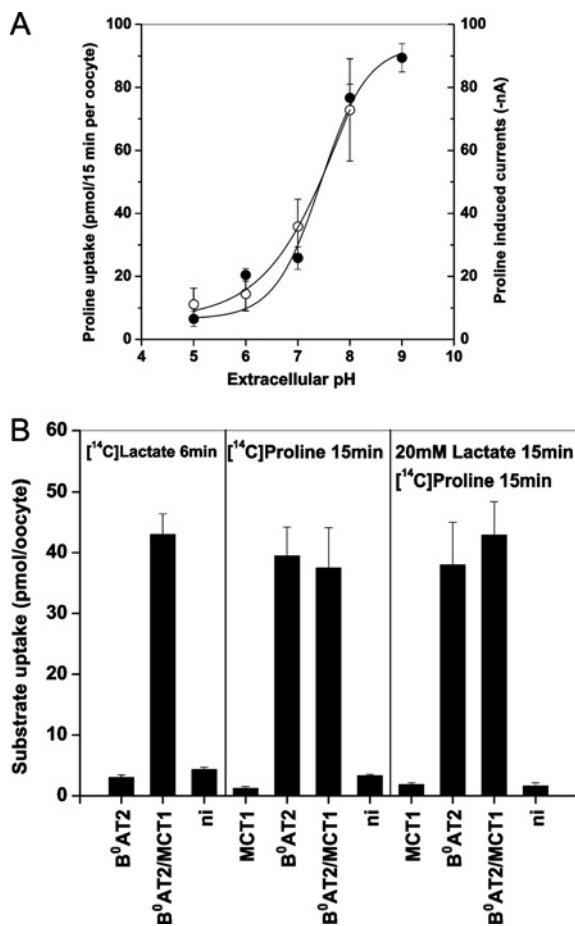 A
Proline uptake (pmol/15 min per oocyte)
100
80
60
40
20
0
100
80
60
40
20
0
Proline induced currents (-nA)
4 5 6 7 8 9 10
Extracellular pH
B
Substrate uptake (pmol/oocyte)
60
50
40
30
20
10
0
[¹⁴C]Lactate 6min
[¹⁴C]Proline 15min
20mM Lactate 15min
[¹⁴C]Proline 15min
B⁰AT2
B⁰AT2/MCT1
ni
MCT1
B⁰AT2
B⁰AT2/MCT1
ni
MCT1
B⁰AT2
B⁰AT2/MCT1
ni